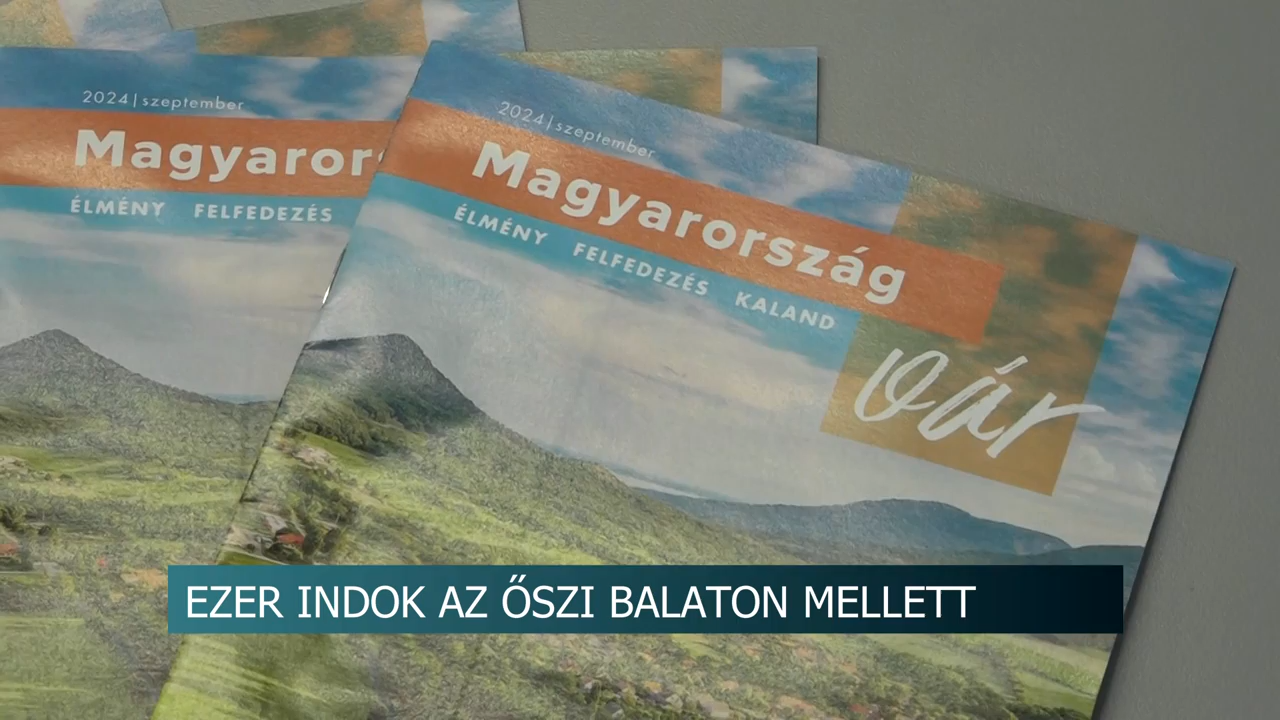 2024|szeptember
Magyarors
ÉLMÉNY FELFEDEZÉS
2024|szeptember
Magyarország
ÉLMÉNY FELFEDEZÉS KALAND
vár
EZER INDOK AZ ŐSZI BALATON MELLETT